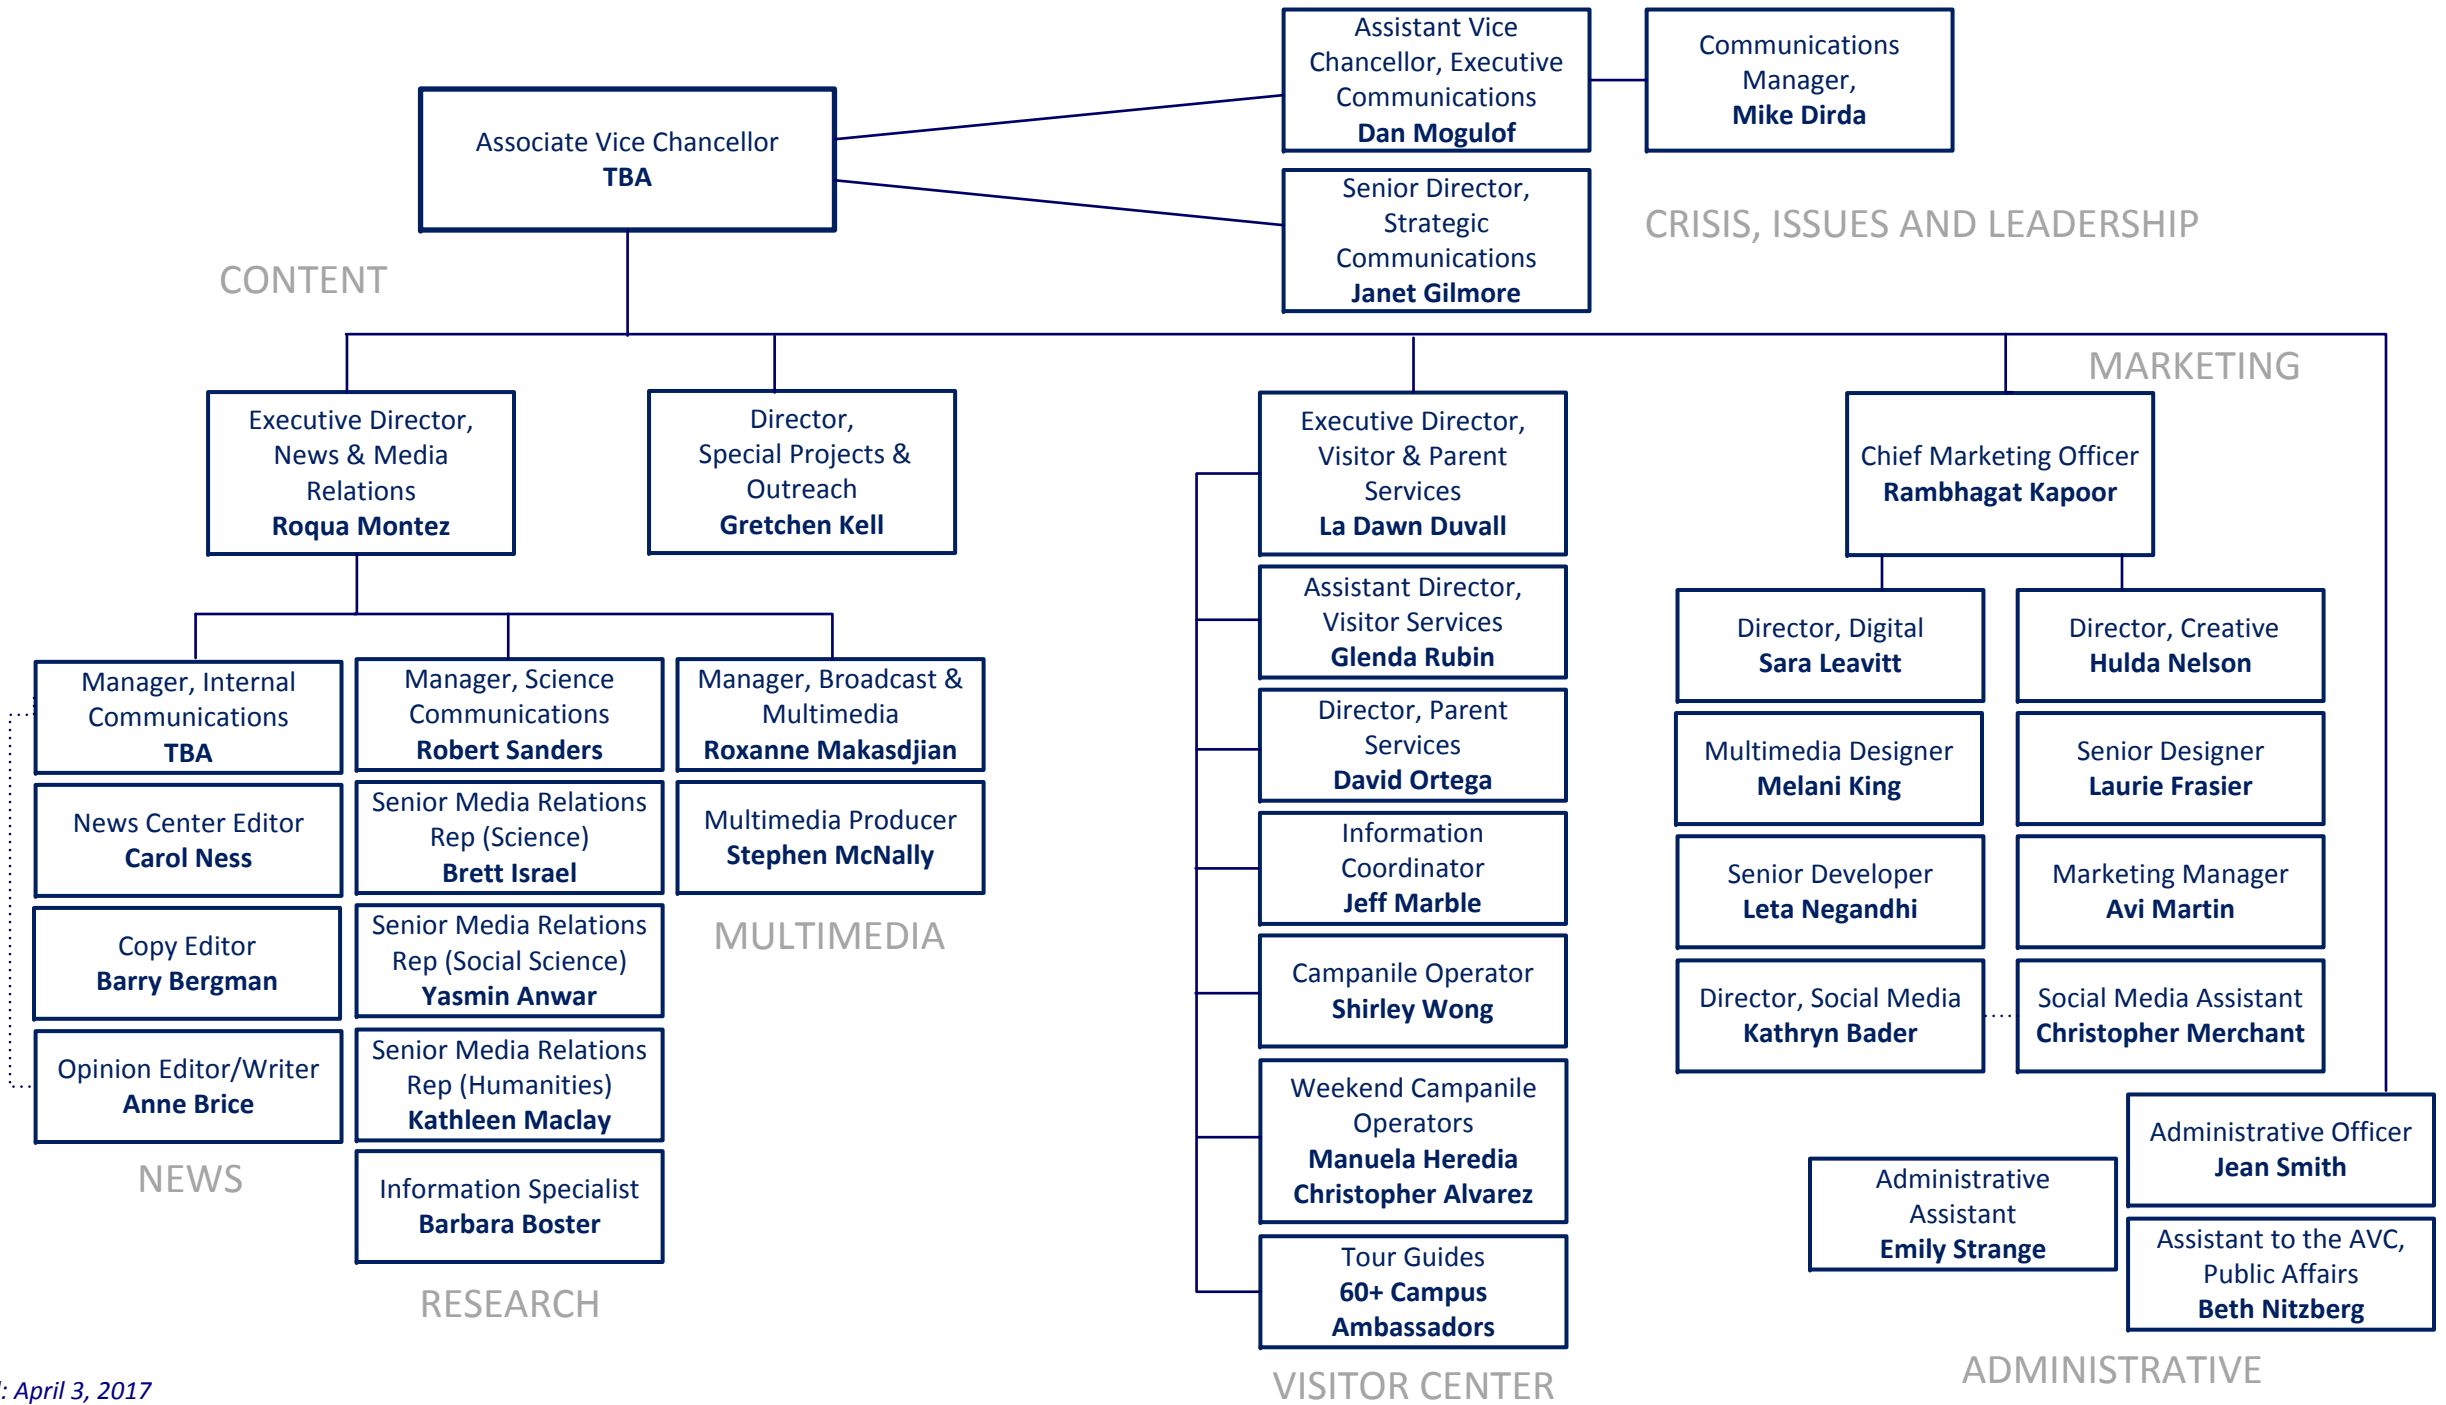 Assistant Vice
Chancellor, Executive
Communications
Dan Mogulof
Communications
Manager,
Mike Dirda
Associate Vice Chancellor
TBA
Senior Director,
Strategic
Communications
Janet Gilmore
CRISIS, ISSUES AND LEADERSHIP
CONTENT
MARKETING
Executive Director,
News & Media
Relations
Roqua Montez
Director,
Special Projects &
Outreach
Gretchen Kell
Executive Director,
Visitor & Parent
Services
La Dawn Duvall
Chief Marketing Officer
Rambhagat Kapoor
Manager, Internal
Communications
TBA
News Center Editor
Carol Ness
Copy Editor
Barry Bergman
Opinion Editor/Writer
Anne Brice
NEWS
Manager, Science
Communications
Robert Sanders
Senior Media Relations
Rep (Science)
Brett Israel
Senior Media Relations
Rep (Social Science)
Yasmin Anwar
Senior Media Relations
Rep (Humanities)
Kathleen Maclay
Information Specialist
Barbara Boster
RESEARCH
Manager, Broadcast &
Multimedia
Roxanne Makasdjian
Multimedia Producer
Stephen McNally
MULTIMEDIA
Assistant Director,
Visitor Services
Glenda Rubin
Director, Parent
Services
David Ortega
Information
Coordinator
Jeff Marble
Campanile Operator
Shirley Wong
Weekend Campanile
Operators
Manuela Heredia
Christopher Alvarez
Tour Guides
60+ Campus
Ambassadors
VISITOR CENTER
Director, Digital
Sara Leavitt
Multimedia Designer
Melani King
Senior Developer
Leta Negandhi
Director, Social Media
Kathryn Bader
Director, Creative
Hulda Nelson
Senior Designer
Laurie Frasier
Marketing Manager
Avi Martin
Social Media Assistant
Christopher Merchant
Administrative Officer
Jean Smith
Administrative
Assistant
Emily Strange
Assistant to the AVC,
Public Affairs
Beth Nitzberg
ADMINISTRATIVE
: April 3, 2017